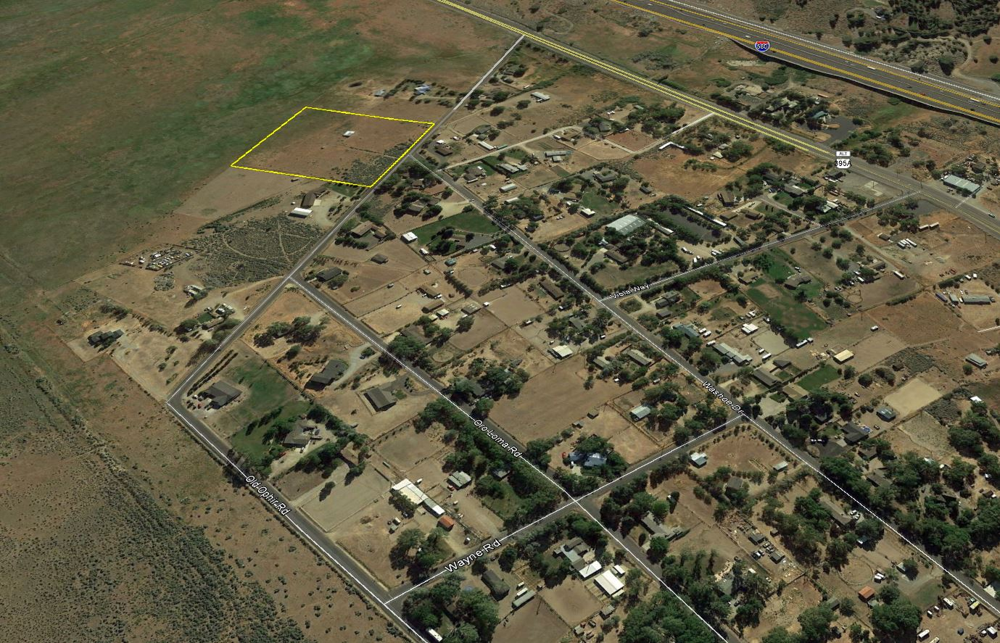 580
ALT
395A
Viola Way
Washoe Dr
Oro Loma Rd
Old Ophir Rd
Wayne Rd